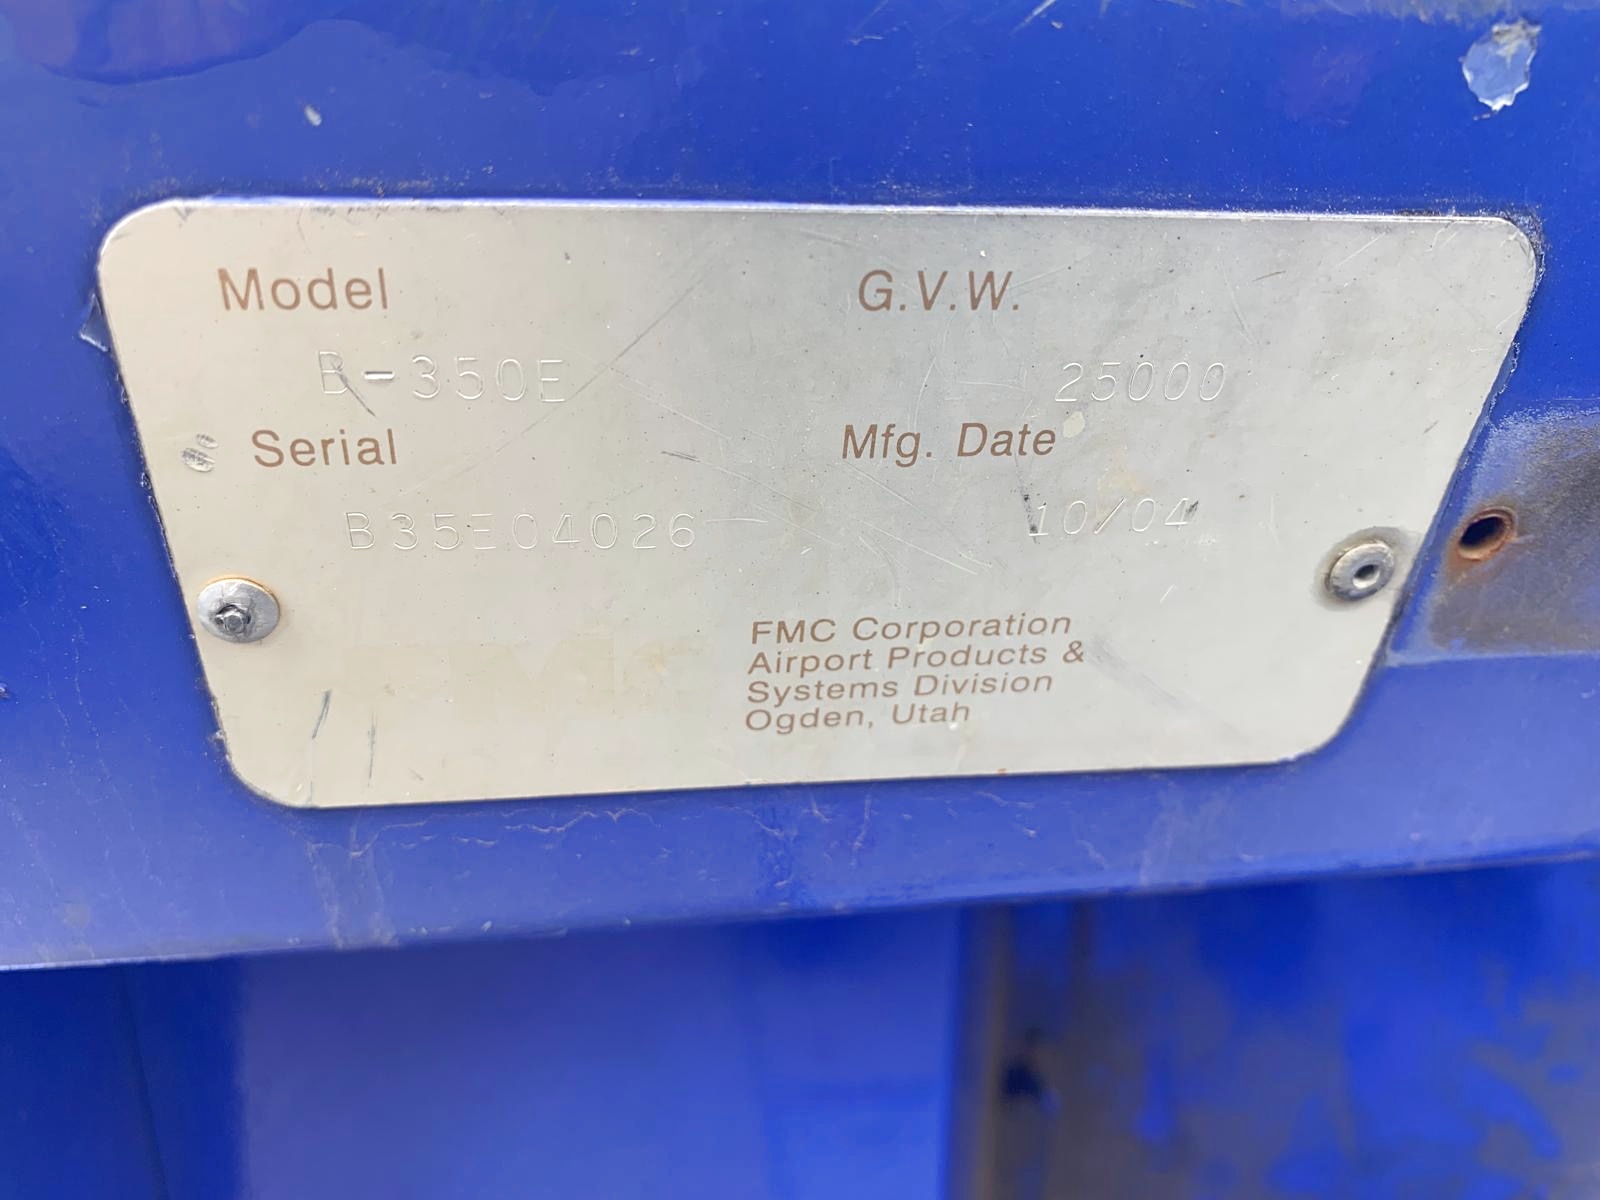 Model
B-350E
G.V.W.
25000
Serial
B35E04026
Mfg. Date
10/04
FMC Corporation
Airport Products &
Systems Division
Ogden, Utah